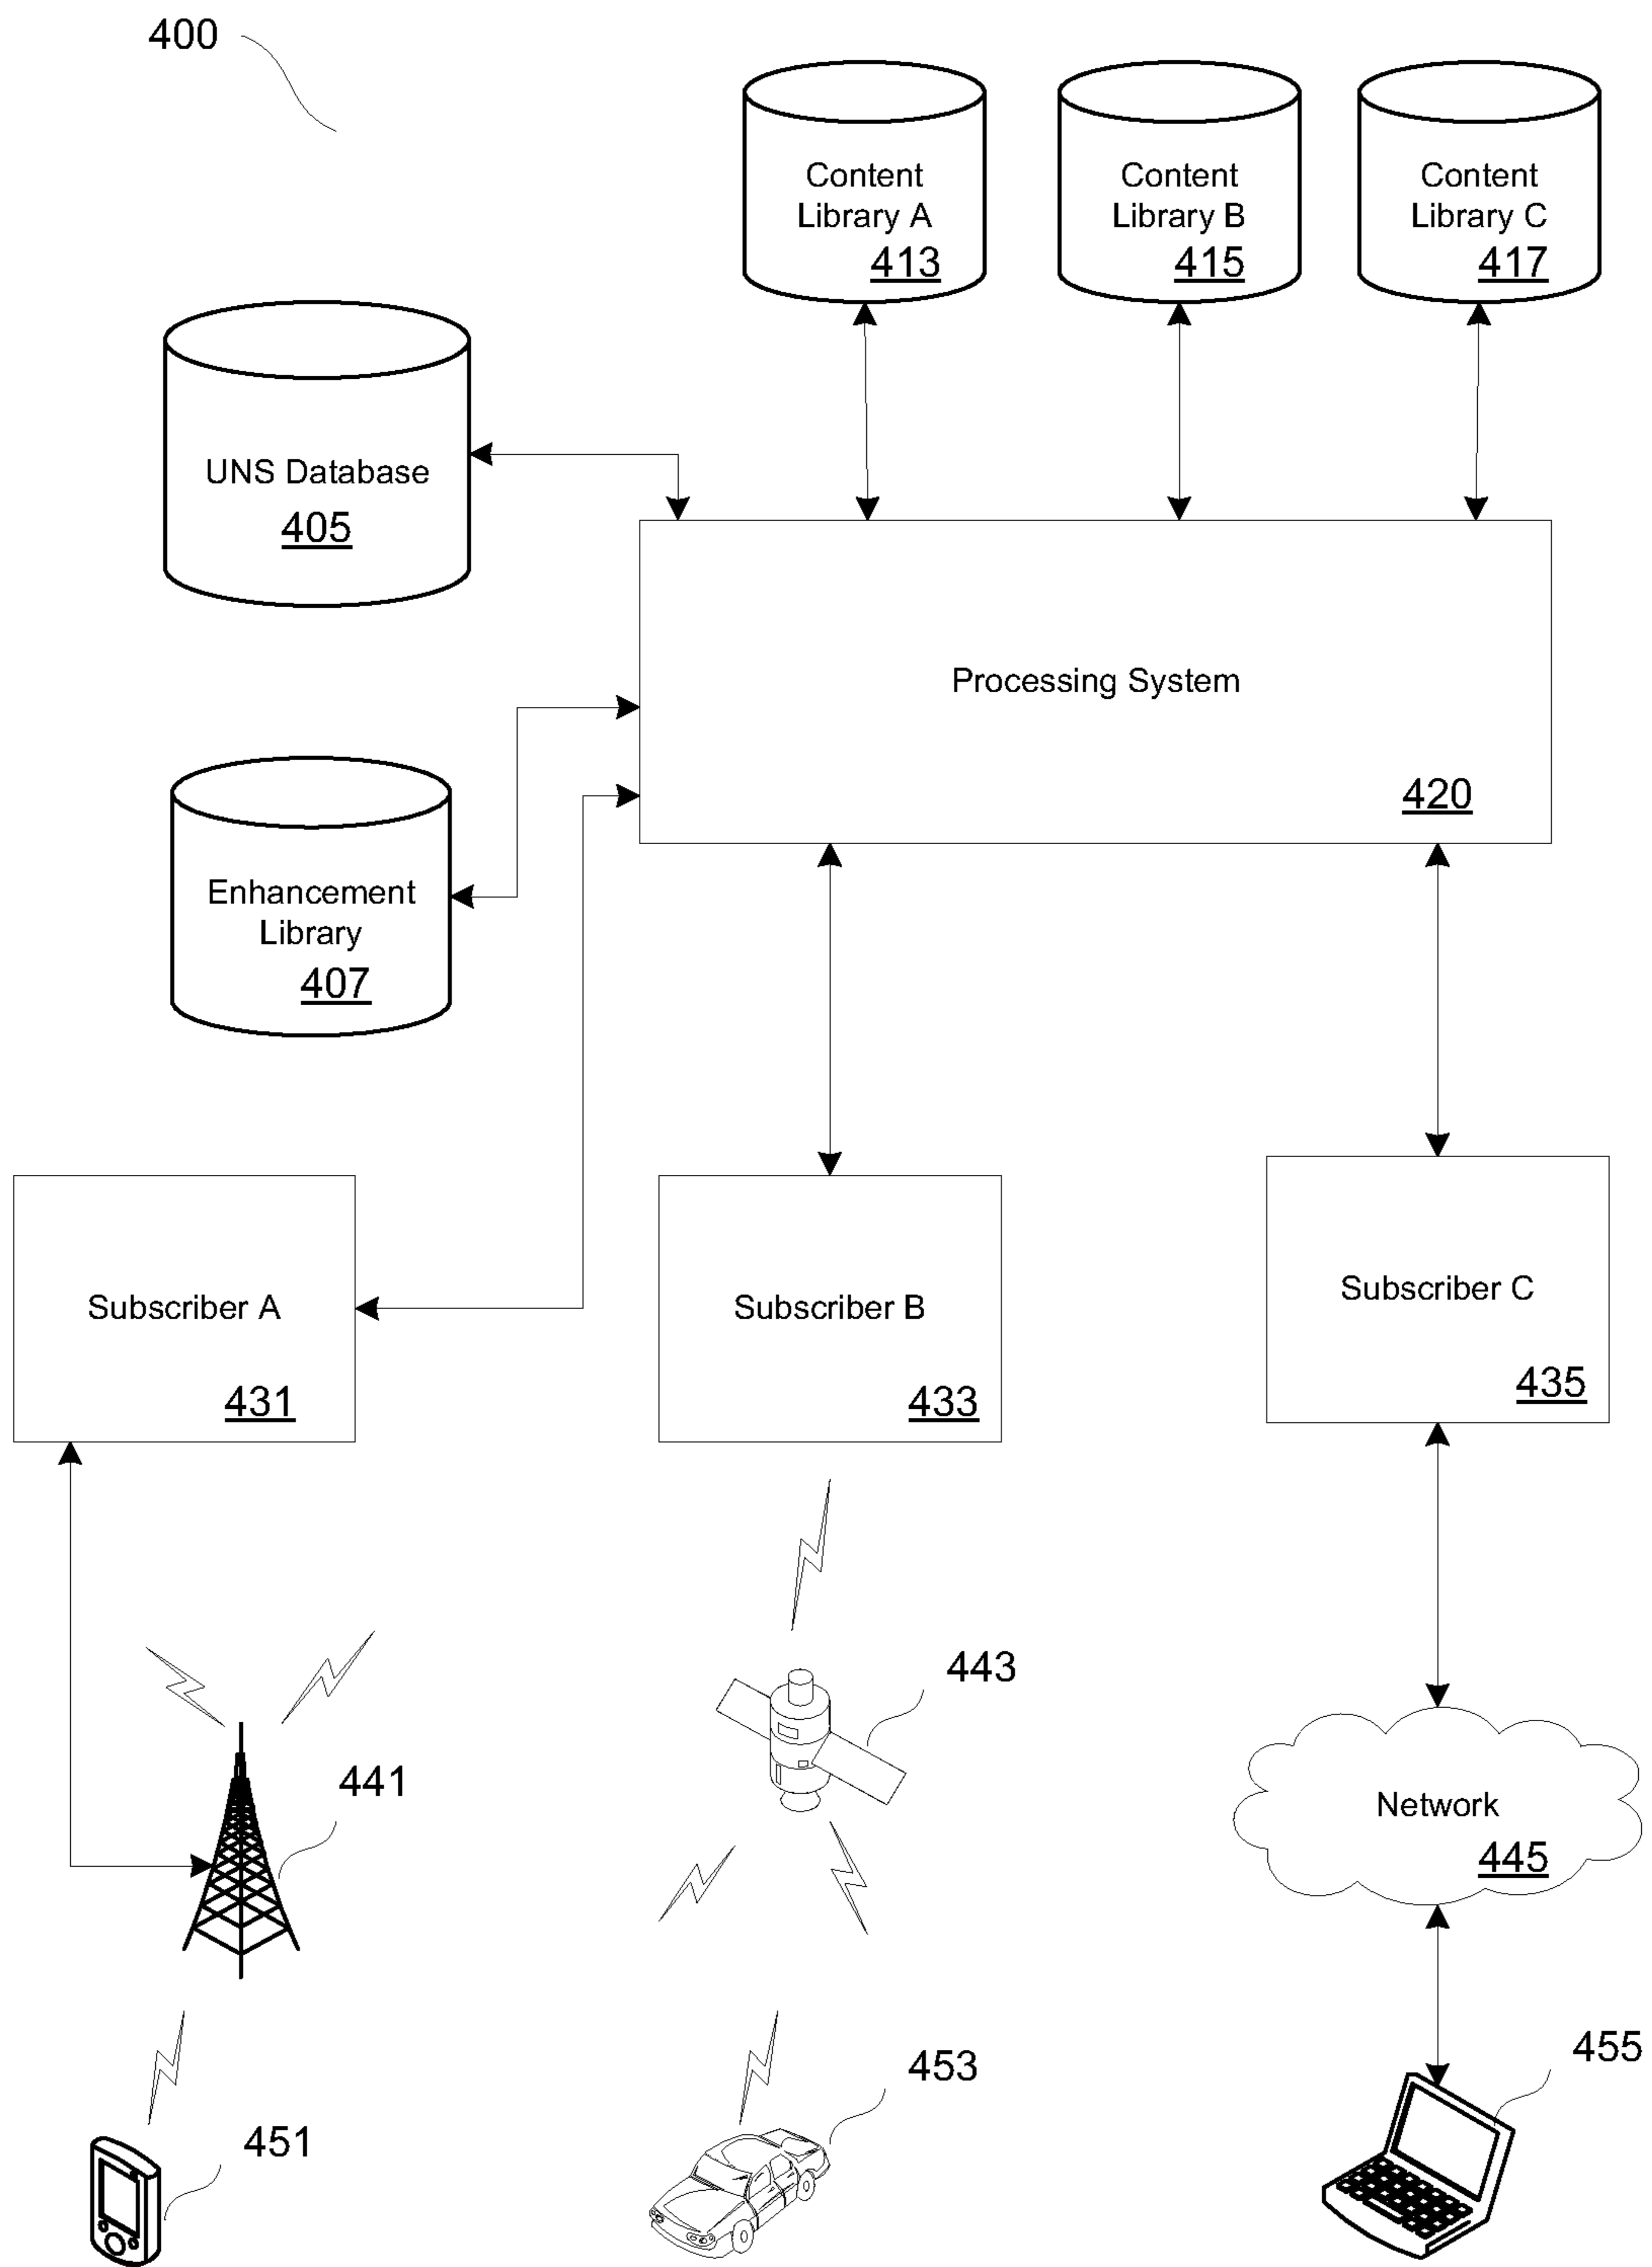 400
Content
Library A
413
Content
Library B
415
Content
Library C
417
UNS Database
405
Processing System
420
Enhancement
Library
407
Subscriber A
431
Subscriber B
433
Subscriber C
435
441
443
Network
445
451
453
455